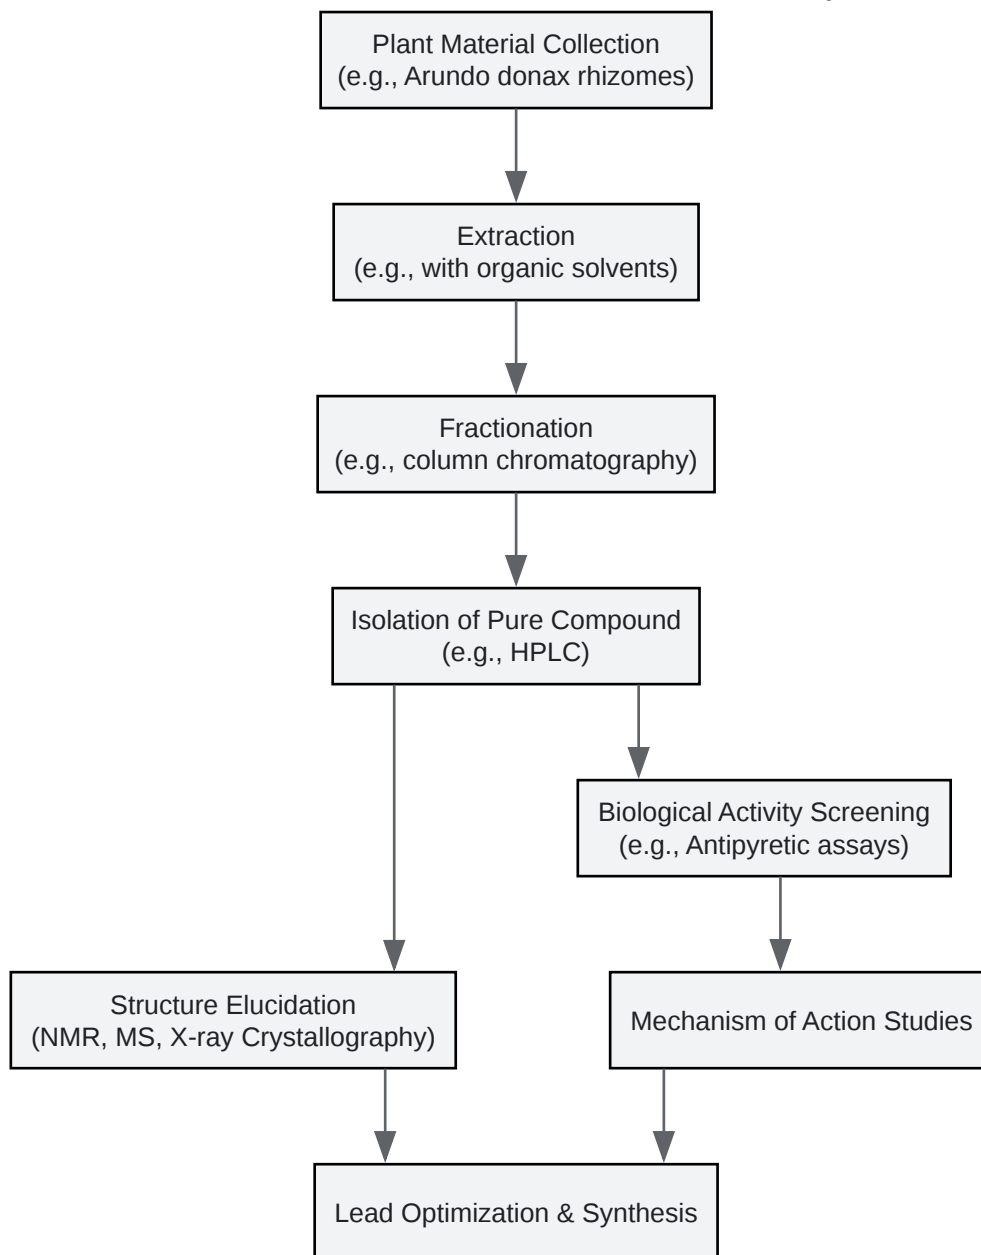 Plant Material Collection
(e.g., Arundo donax rhizomes)
Extraction
(e.g., with organic solvents)
Fractionation
(e.g., column chromatography)
Isolation of Pure Compound
(e.g., HPLC)
Biological Activity Screening
(e.g., Antipyretic assays)
Structure Elucidation
(NMR, MS, X-ray Crystallography)
Mechanism of Action Studies
Lead Optimization & Synthesis